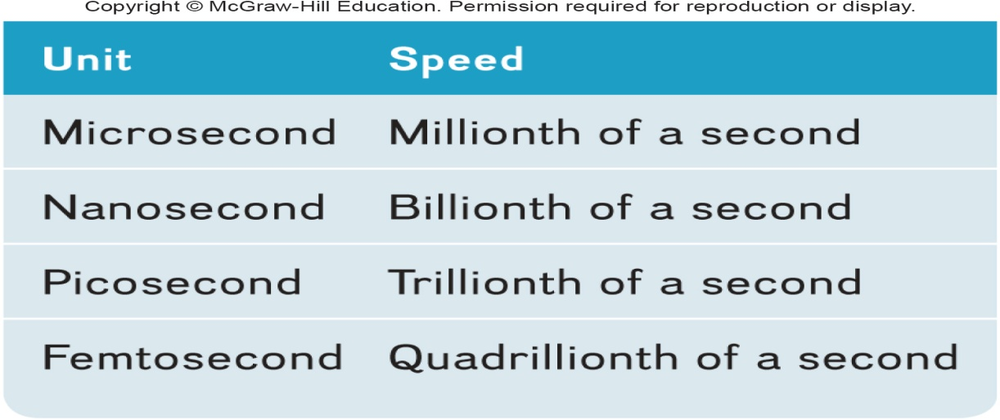 Copyright © McGraw-Hill Education. Permission required for reproduction or display.
Unit Speed
Microsecond Millionth of a second
Nanosecond Billionth of a second
Picosecond Trillionth of a second
Femtosecond Quadrillionth of a second